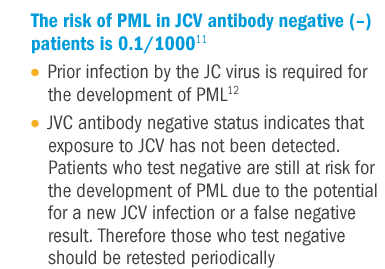 The risk of PML in JCV antibody negative (–)
patients is 0.1/1000¹¹
• Prior infection by the JC virus is required for
the development of PML¹²
• JVC antibody negative status indicates that
exposure to JCV has not been detected.
Patients who test negative are still at risk for
the development of PML due to the potential
for a new JCV infection or a false negative
result. Therefore those who test negative
should be retested periodically